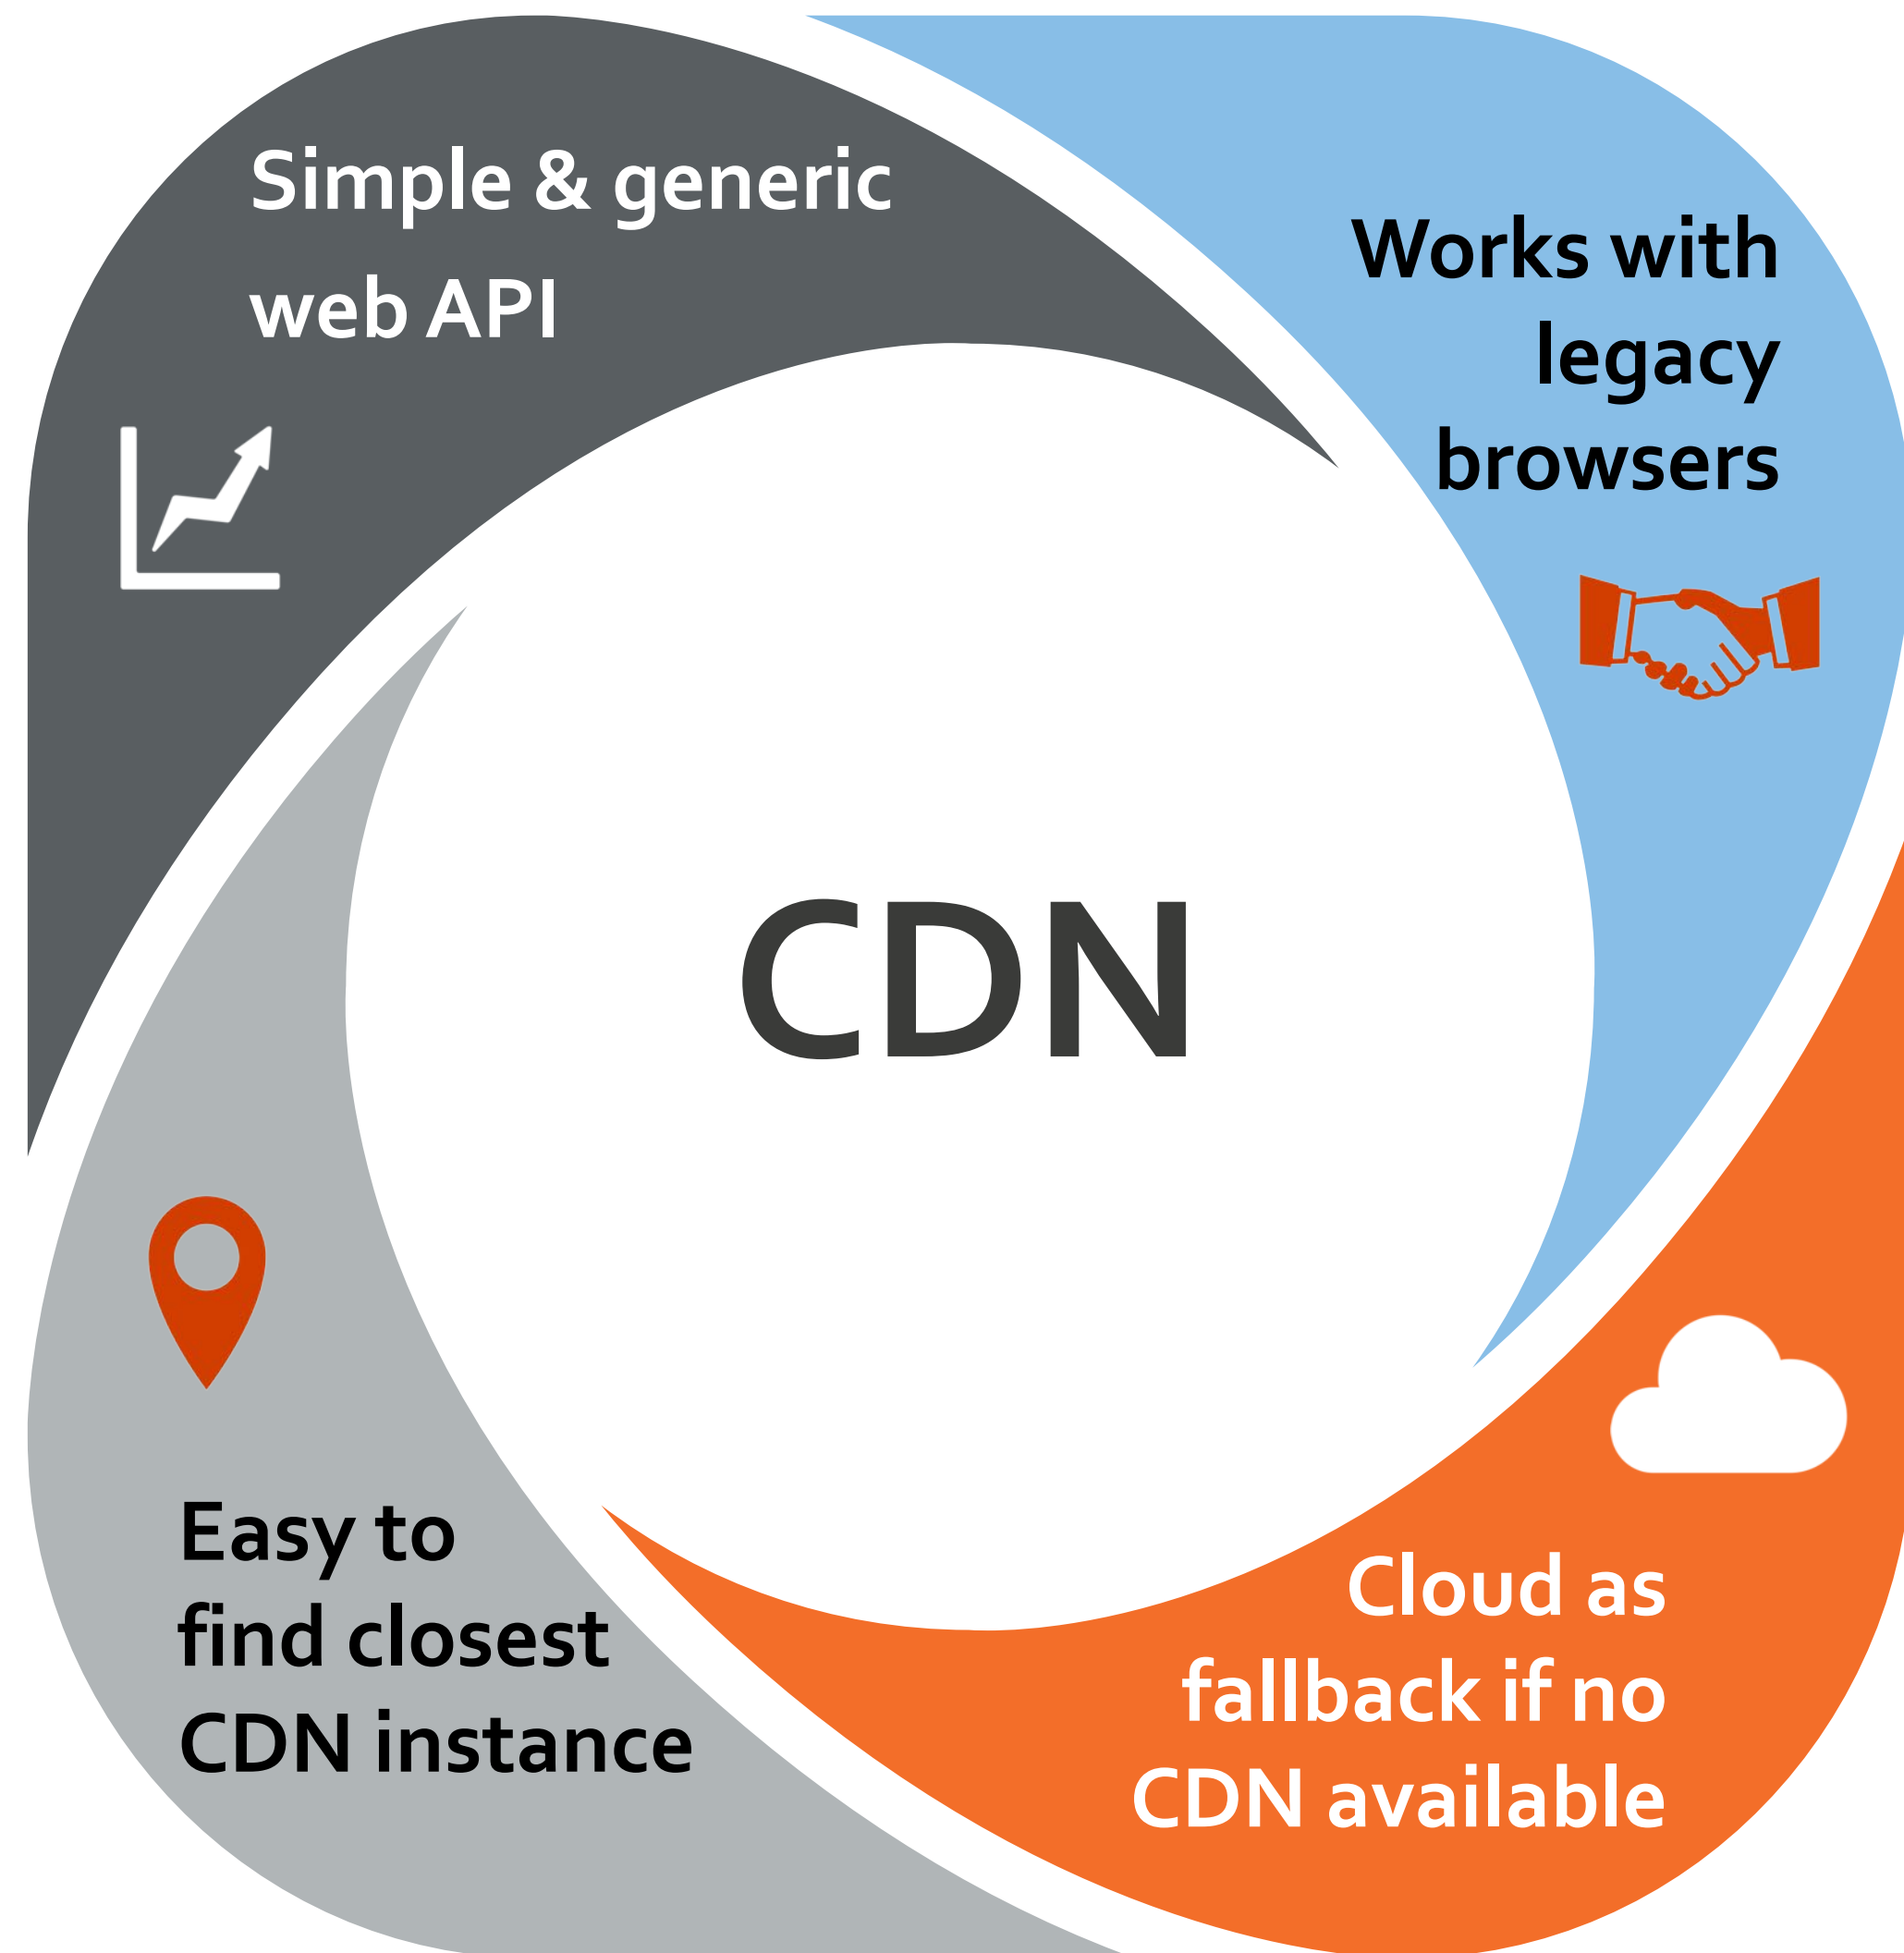 Simple & generic
web API
Works with
legacy
browsers
CDN
Easy to
find closest
CDN instance
Cloud as
fallback if no
CDN available